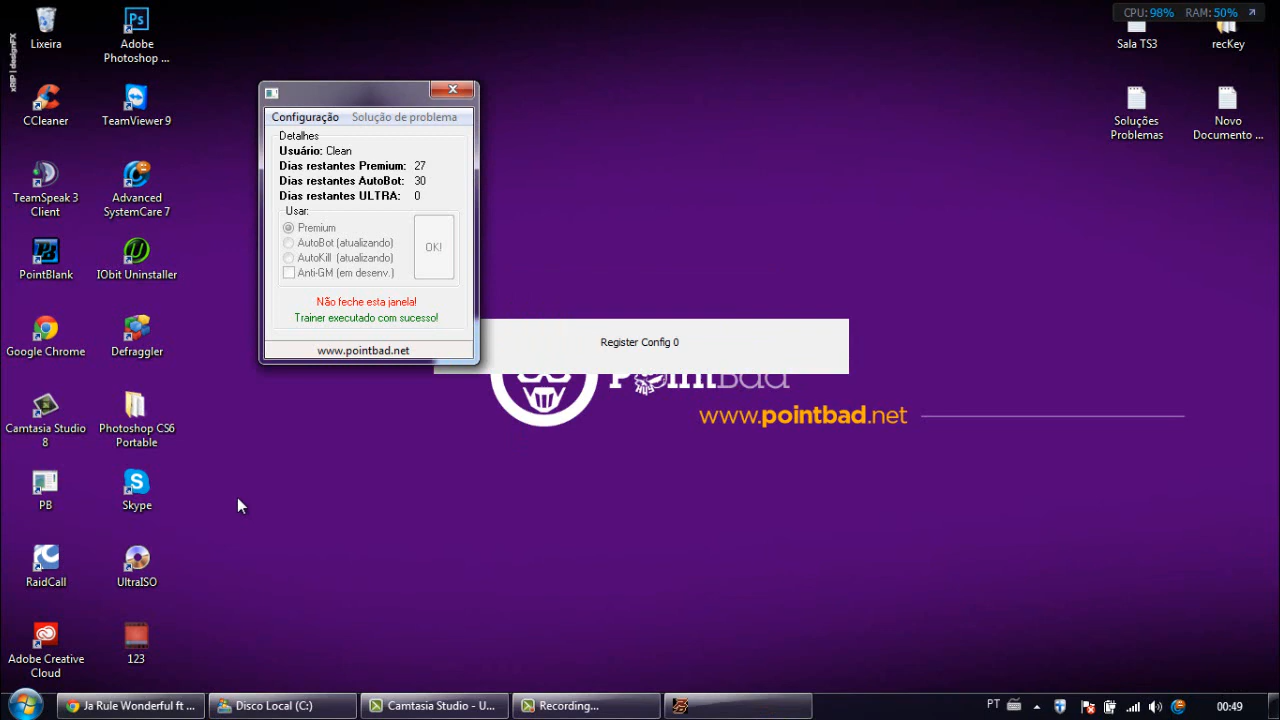 CPU: 98% RAM: 50%
xRIP | designFX
Lixeira
Adobe
Photoshop ...
Sala TS3
recKey
CCleaner
TeamViewer 9
Soluções
Problemas
Novo
Documento ...
Configuração Solução de problema
Detalhes
Usuário: Clean
Dias restantes Premium: 27
Dias restantes AutoBot: 30
Dias restantes ULTRA: 0
Usar:
Premium
AutoBot (atualizando)
AutoKill (atualizando)
Anti-GM (em desenv.)
OK!
Não feche esta janela!
Trainer executado com sucesso!
www.pointbad.net
TeamSpeak 3
Client
Advanced
SystemCare 7
PointBlank
IObit Uninstaller
Google Chrome
Defraggler
Register Config 0
PointBad
www.pointbad.net
Camtasia Studio
8
Photoshop CS6
Portable
PB
Skype
RaidCall
UltraISO
Adobe Creative
Cloud
123
Ja Rule Wonderful ft ...
Disco Local (C:)
Camtasia Studio - U...
Recording...
PT
00:49